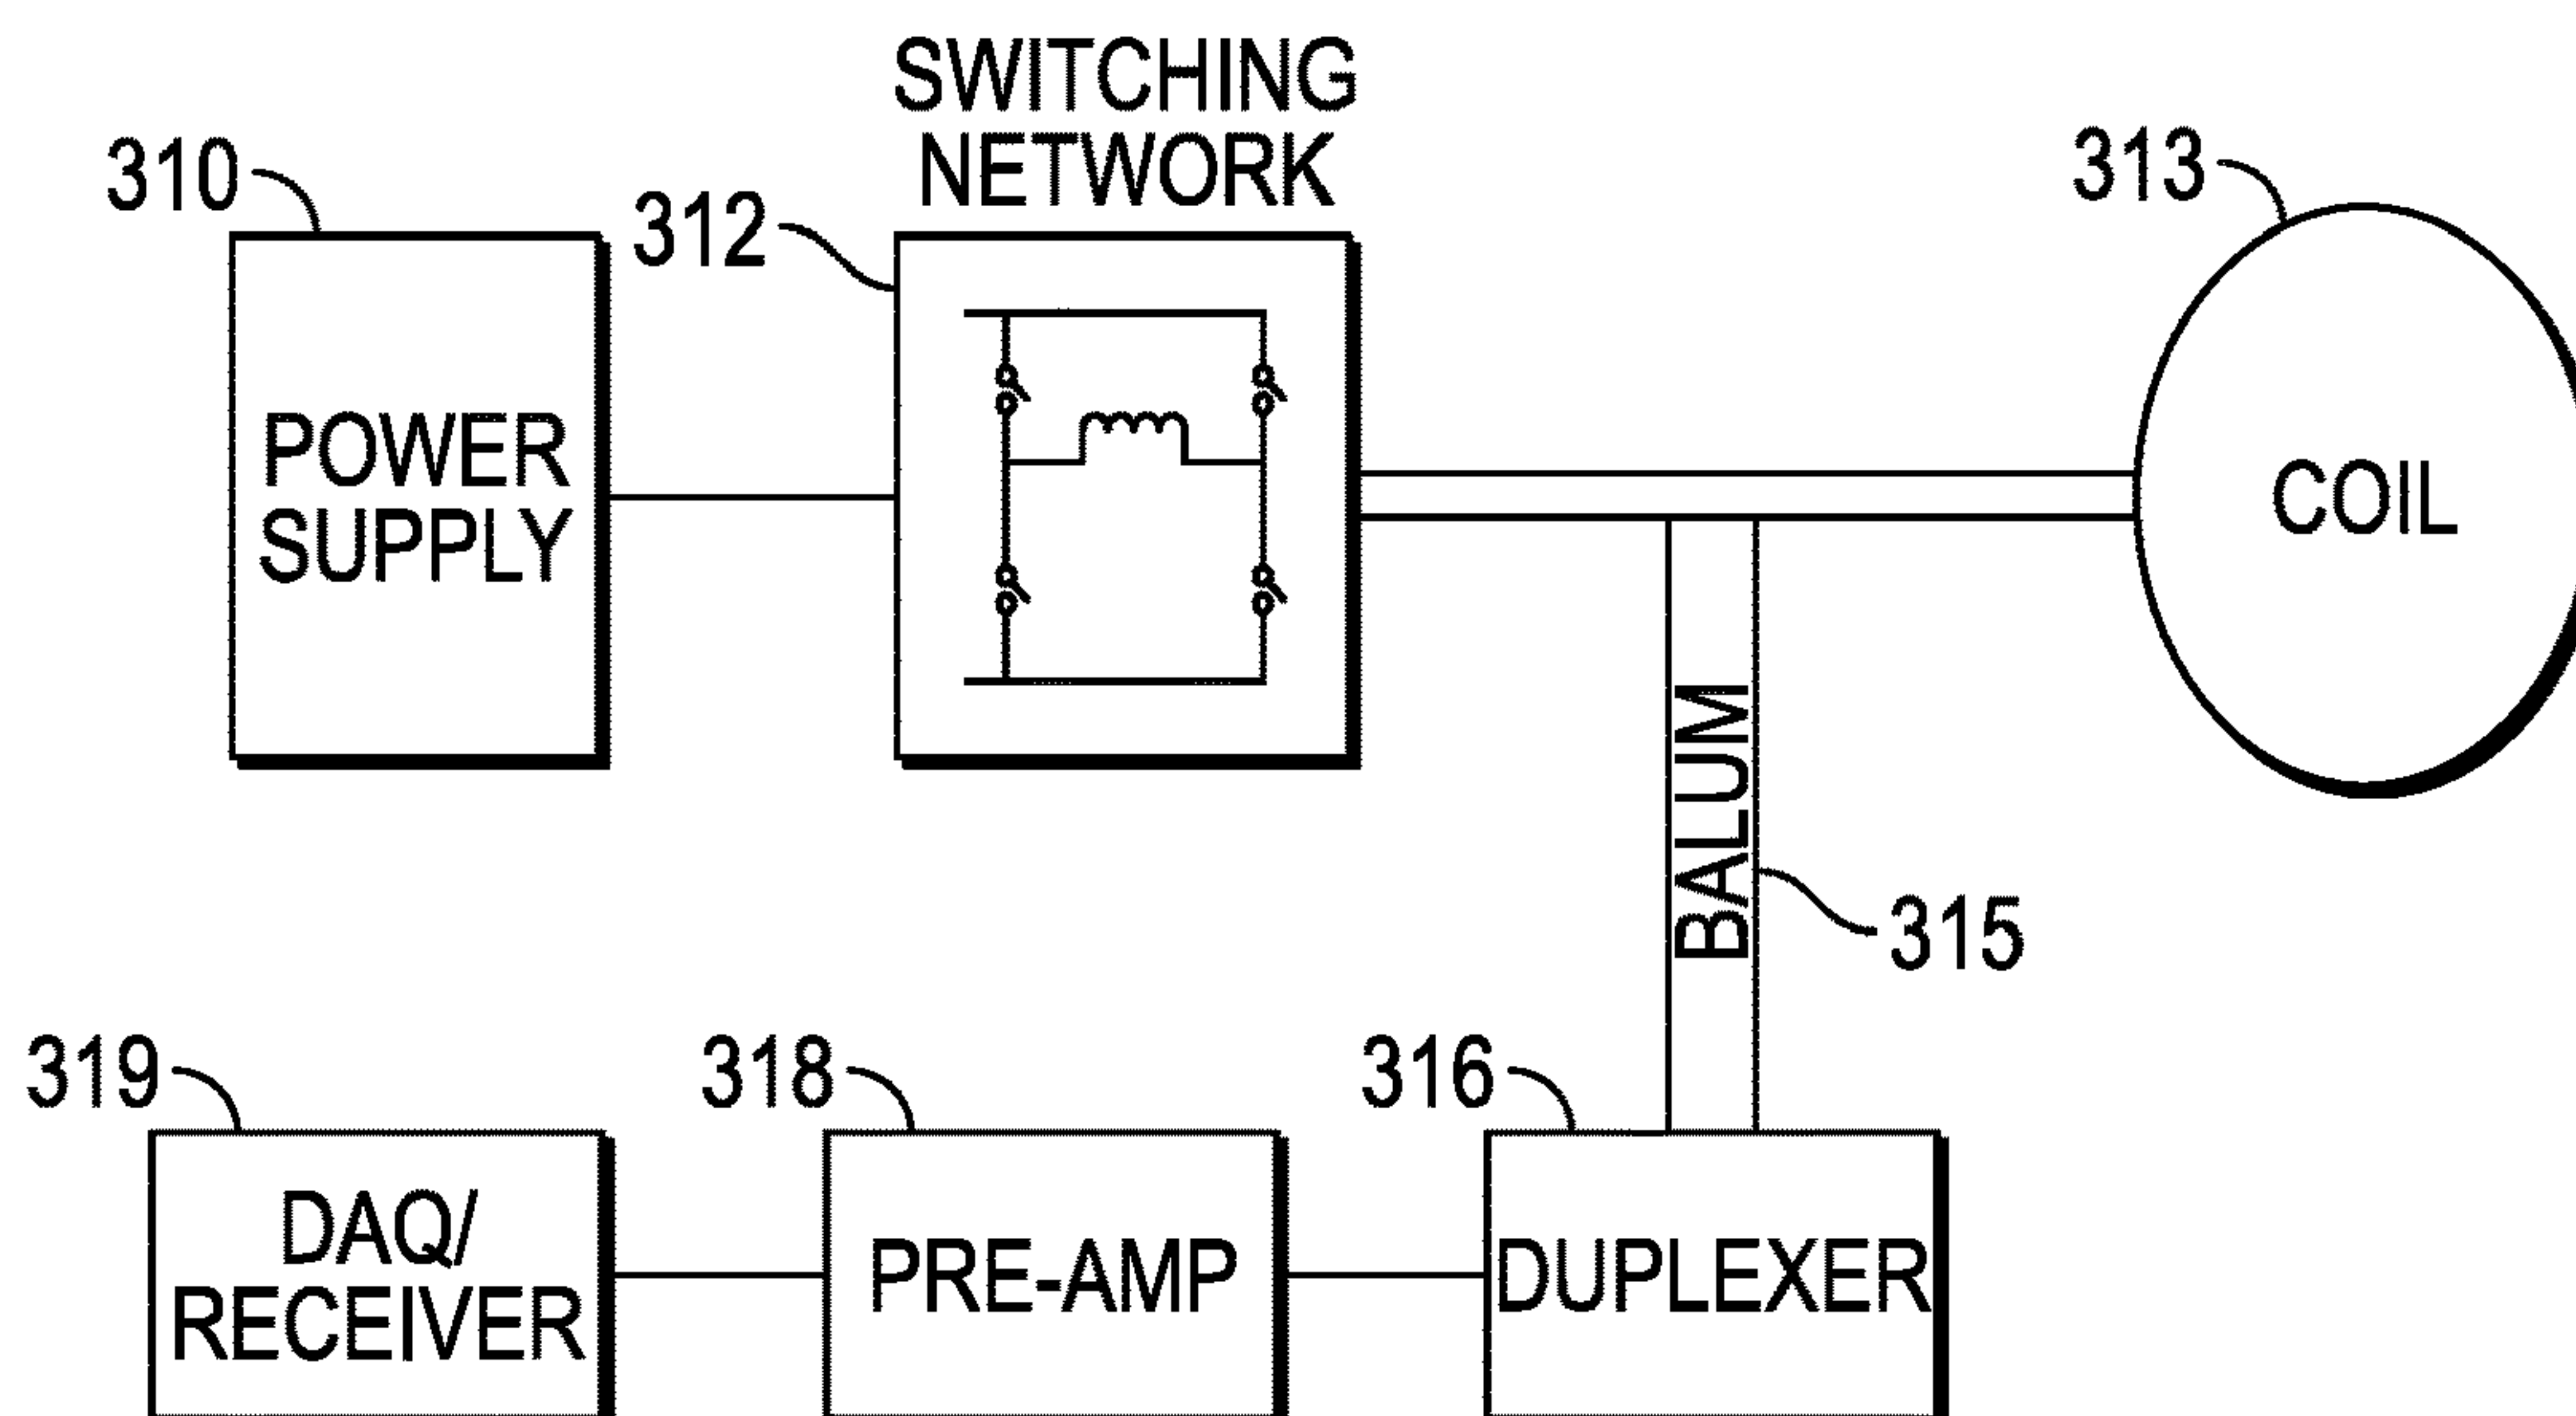 SWITCHING
NETWORK
310
312
313
POWER
SUPPLY
COIL
BALUM
315
319
318
316
DAQ/
RECEIVER
PRE-AMP
DUPLEXER